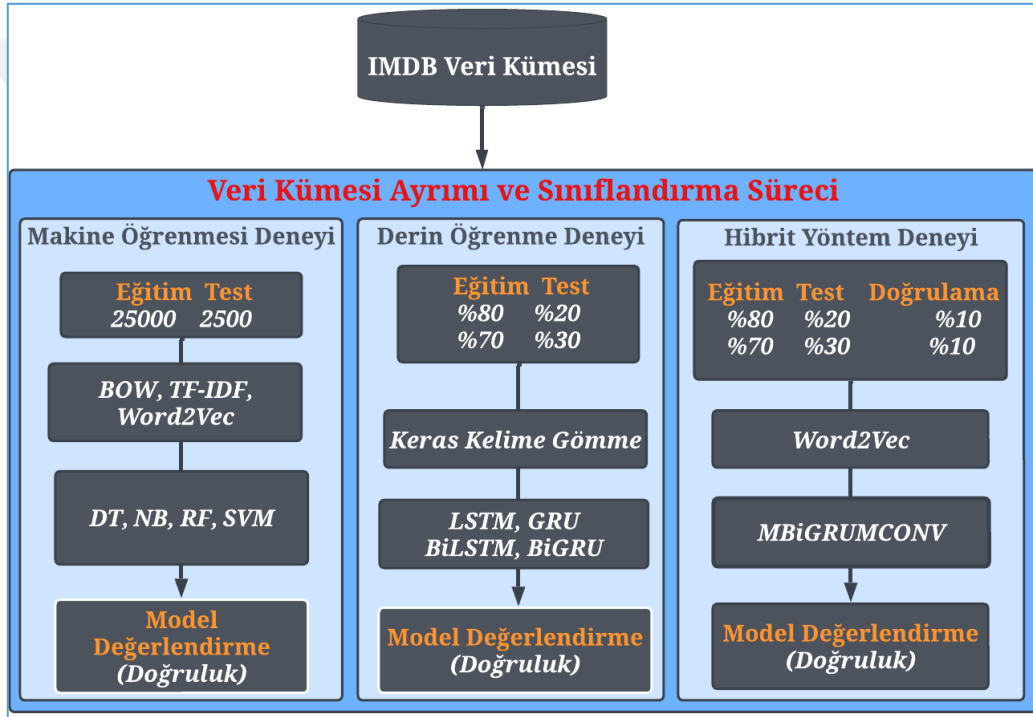 IMDB Veri Kümesi
Veri Kümesi Ayrımı ve Sınıflandırma Süreci
Makine Öğrenmesi Deneyi
Eğitim Test
25000 2500
BOW, TF-IDF,
Word2Vec
DT, NB, RF, SVM
Model
Değerlendirme
(Doğruluk)
Derin Öğrenme Deneyi
Eğitim Test
%80 %20
%70 %30
Keras Kelime Gömme
LSTM, GRU
BiLSTM, BiGRU
Model Değerlendirme
(Doğruluk)
Hibrit Yöntem Deneyi
Eğitim Test Doğrulama
%80 %20 %10
%70 %30 %10
Word2Vec
MBiGRUMCONV
Model Değerlendirme
(Doğruluk)